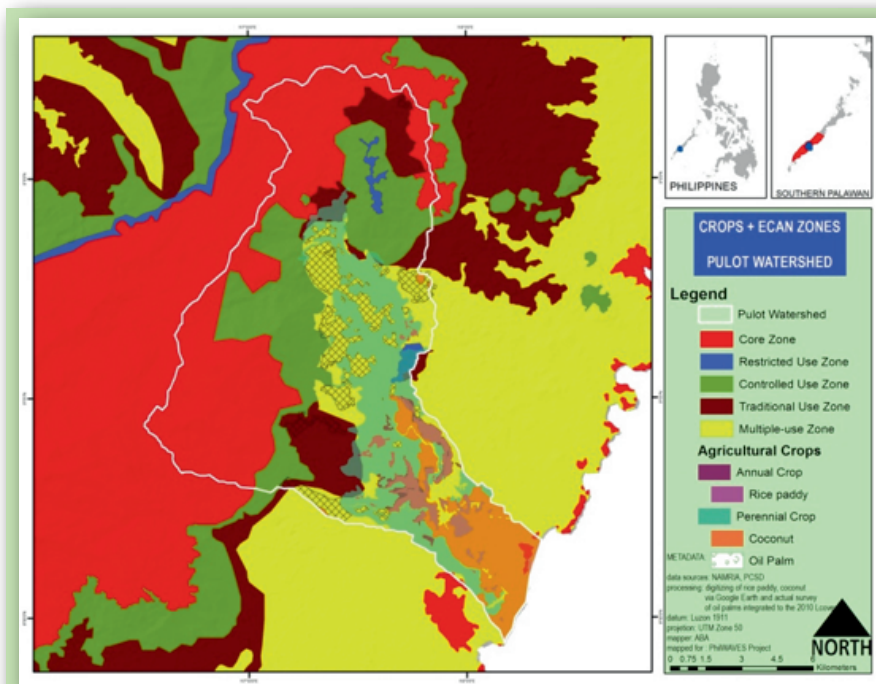 PHILIPPINES
SOUTHERN PALAWAN
CROPS + ECAN ZONES
PULOT WATERSHED
Legend
Pulot Watershed
Core Zone
Restricted Use Zone
Controlled Use Zone
Traditional Use Zone
Multiple-use Zone
Agricultural Crops
Annual Crop
Rice paddy
Perennial Crop
Coconut
Oil Palm
METADATA:
data sources: NAMRIA, PCSD
processing: digitizing of rice paddy, coconut
via Google Earth and actual survey
of oil palms integrated to the 2010 Lcover
datum: Luzon 1911
projetion: UTM Zone 50
mapper: ABA
mapped for : PhilWAVES Project
NORTH
0 0.75 1.5 3 4.5 6
Kilometers